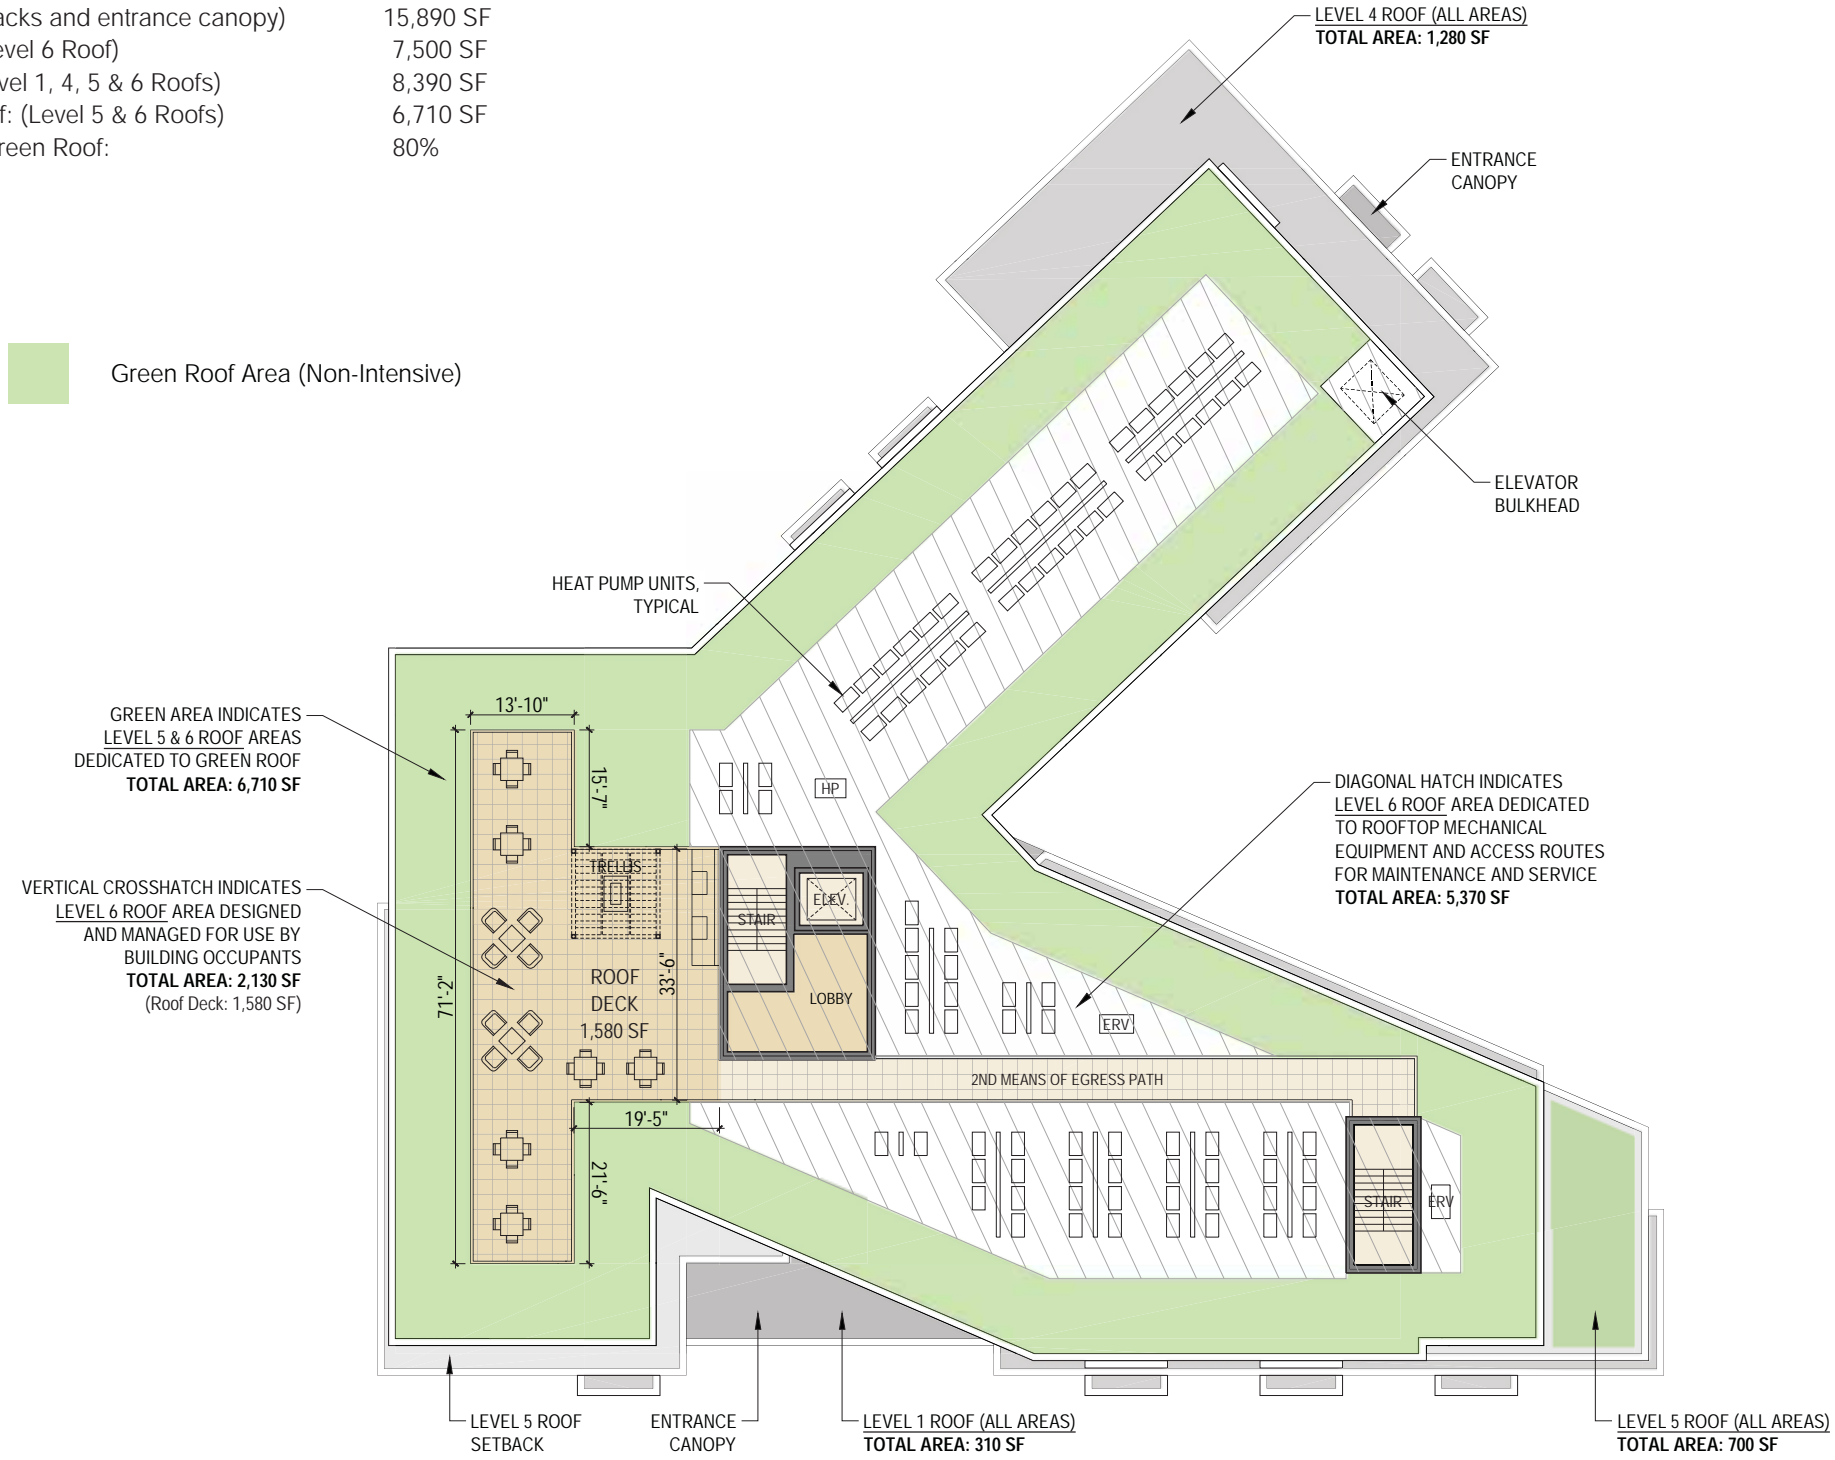 acks and entrance canopy) 15,890 SF
evel 6 Roof) 7,500 SF
vel 1, 4, 5 & 6 Roofs) 8,390 SF
f: (Level 5 & 6 Roofs) 6,710 SF
reen Roof: 80%
LEVEL 4 ROOF (ALL AREAS)
TOTAL AREA: 1,280 SF
ENTRANCE
CANOPY
Green Roof Area (Non-Intensive)
ELEVATOR
BULKHEAD
HEAT PUMP UNITS,
TYPICAL
GREEN AREA INDICATES
LEVEL 5 & 6 ROOF AREAS
DEDICATED TO GREEN ROOF
TOTAL AREA: 6,710 SF
13'-10"
15'-7"
HP
DIAGONAL HATCH INDICATES
LEVEL 6 ROOF AREA DEDICATED
TO ROOFTOP MECHANICAL
EQUIPMENT AND ACCESS ROUTES
FOR MAINTENANCE AND SERVICE
TOTAL AREA: 5,370 SF
VERTICAL CROSSHATCH INDICATES
LEVEL 6 ROOF AREA DESIGNED
AND MANAGED FOR USE BY
BUILDING OCCUPANTS
TOTAL AREA: 2,130 SF
(Roof Deck: 1,580 SF)
TRELLIS
STAIR
ELEV.
71'-2"
33'-6"
ROOF
DECK
1,580 SF
LOBBY
ERV
2ND MEANS OF EGRESS PATH
19'-5"
21'-6"
STAIR
ERV
LEVEL 5 ROOF
SETBACK
ENTRANCE
CANOPY
LEVEL 1 ROOF (ALL AREAS)
TOTAL AREA: 310 SF
LEVEL 5 ROOF (ALL AREAS)
TOTAL AREA: 700 SF